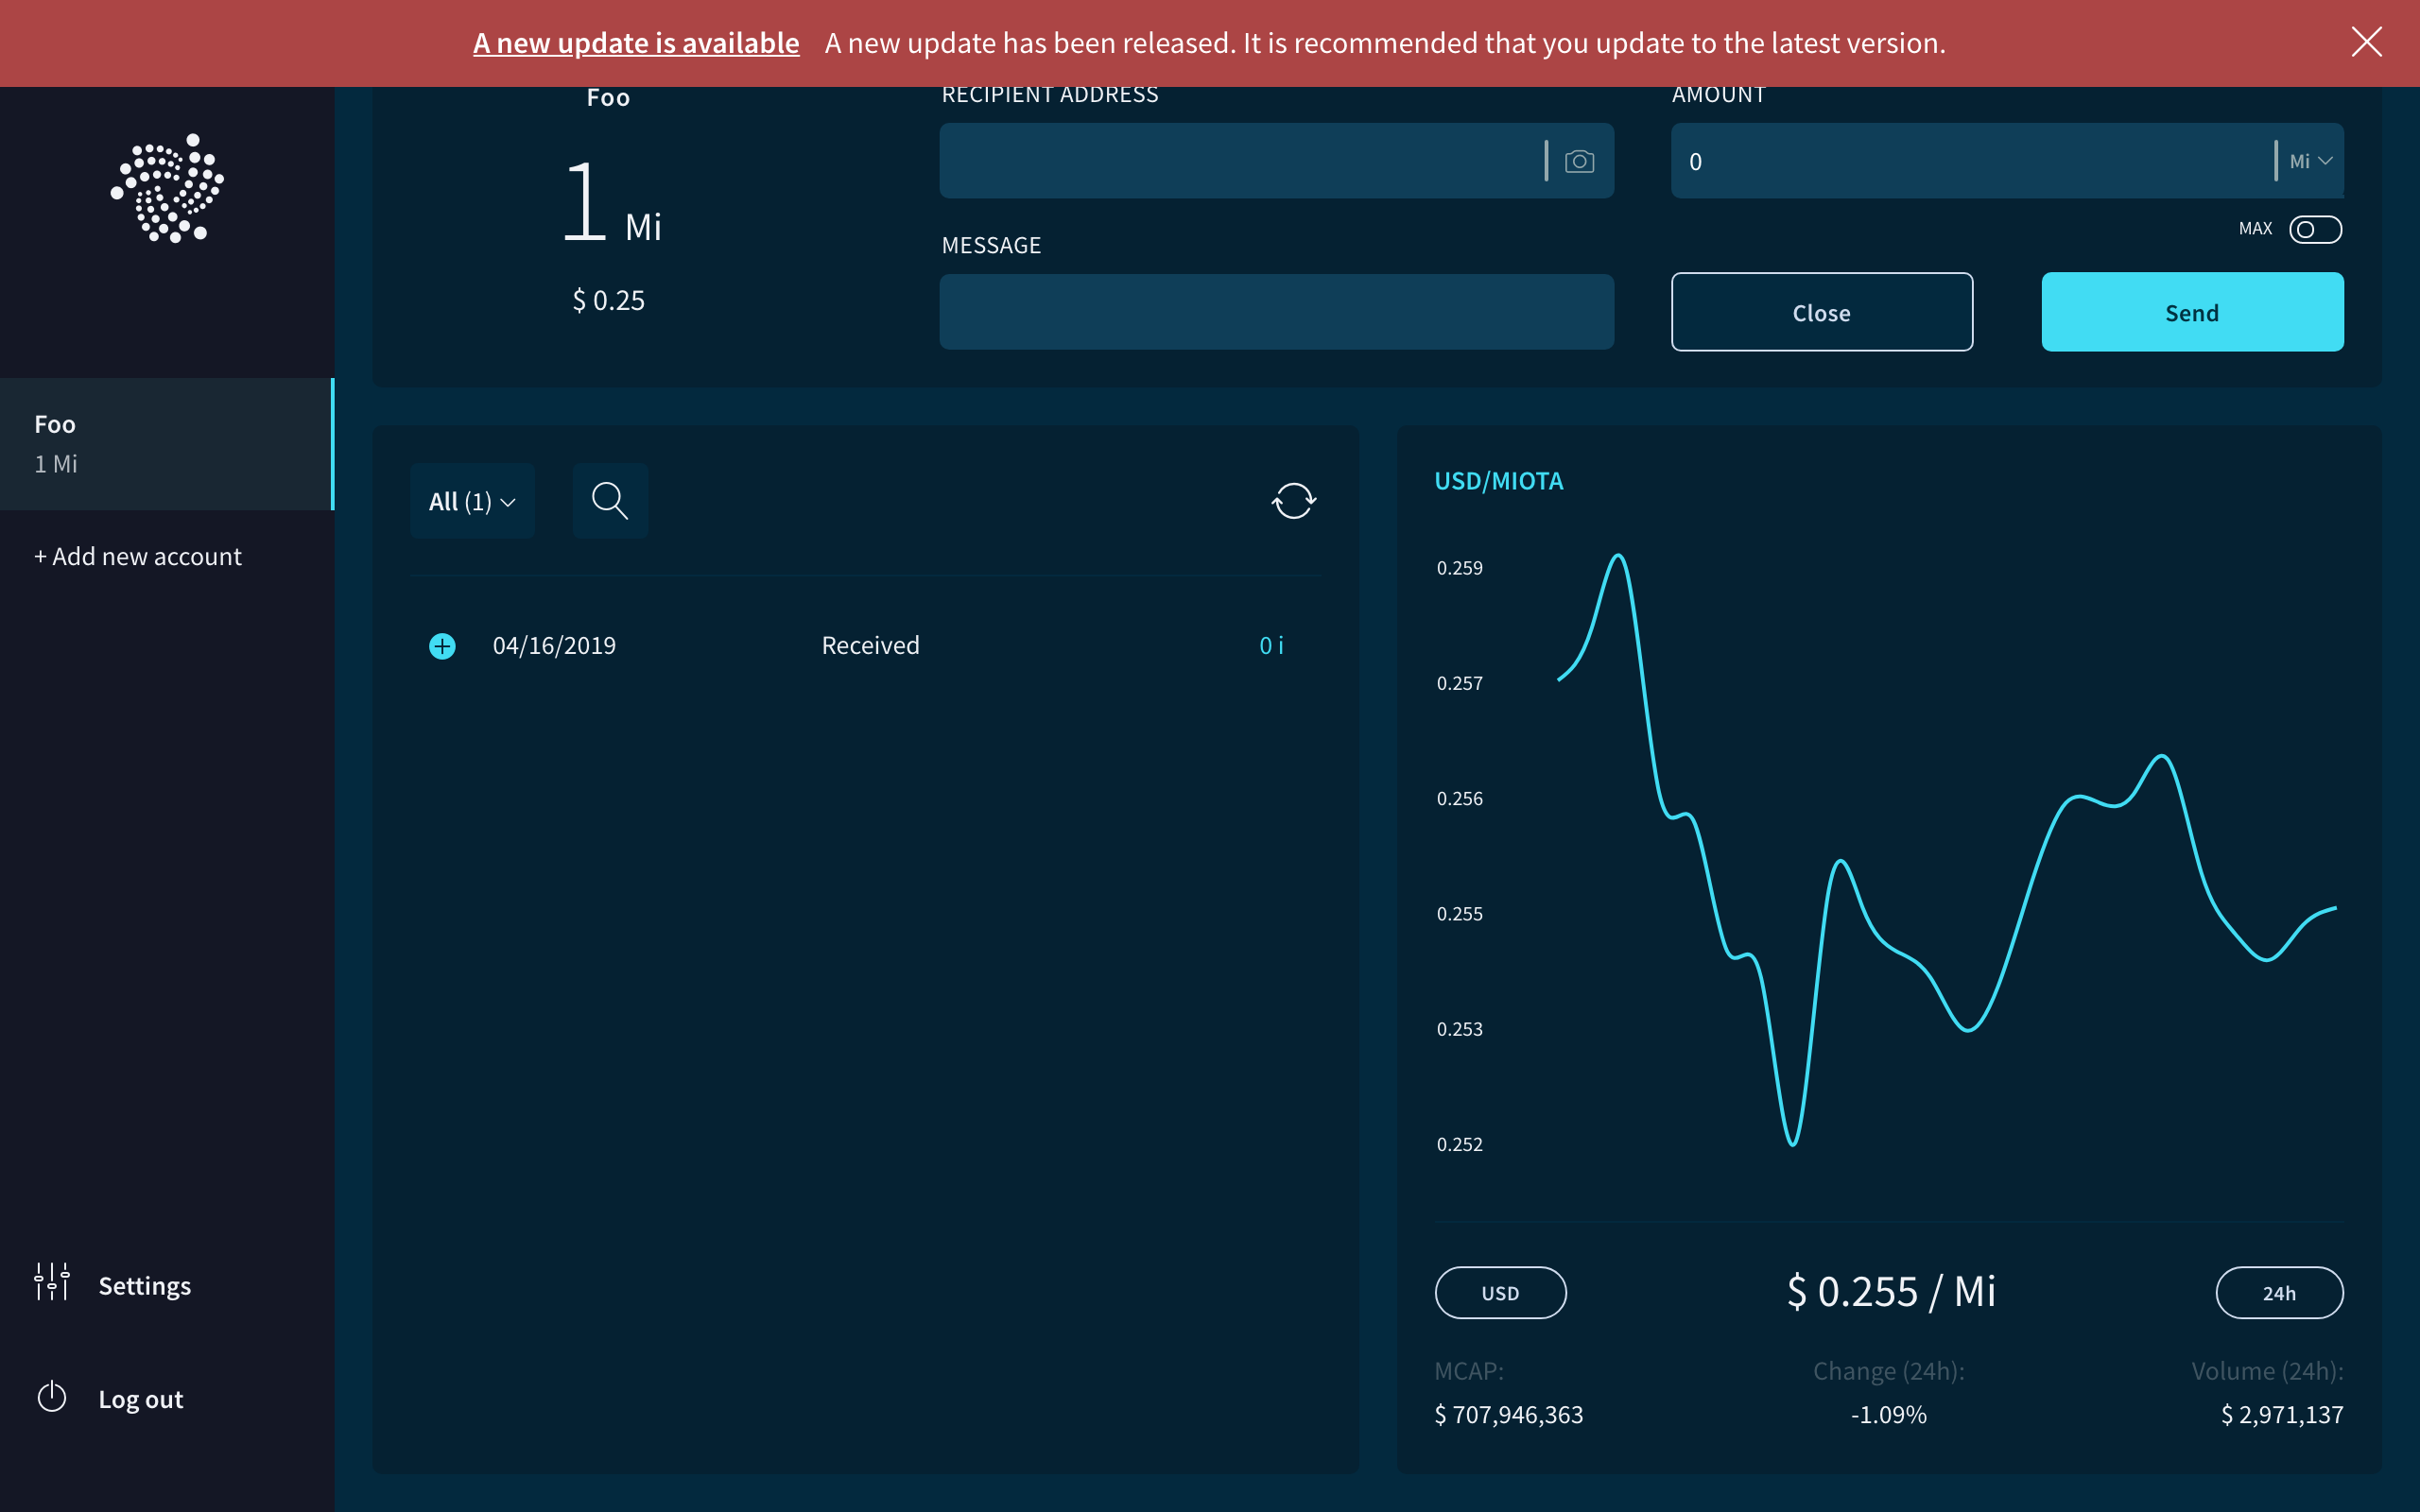 A new update is available A new update has been released. It is recommended that you update to the latest version.
Foo
1 Mi
$ 0.25
RECIPIENT ADDRESS
MESSAGE
AMOUNT
0
Mi
MAX
Close
Send
Foo
1 Mi
+ Add new account
Settings
Log out
All (1)
04/16/2019 Received 0 i
USD/MIOTA
0.259
0.257
0.256
0.255
0.253
0.252
USD
$ 0.255 / Mi
24h
MCAP: Change (24h): Volume (24h):
$ 707,946,363 -1.09% $ 2,971,137